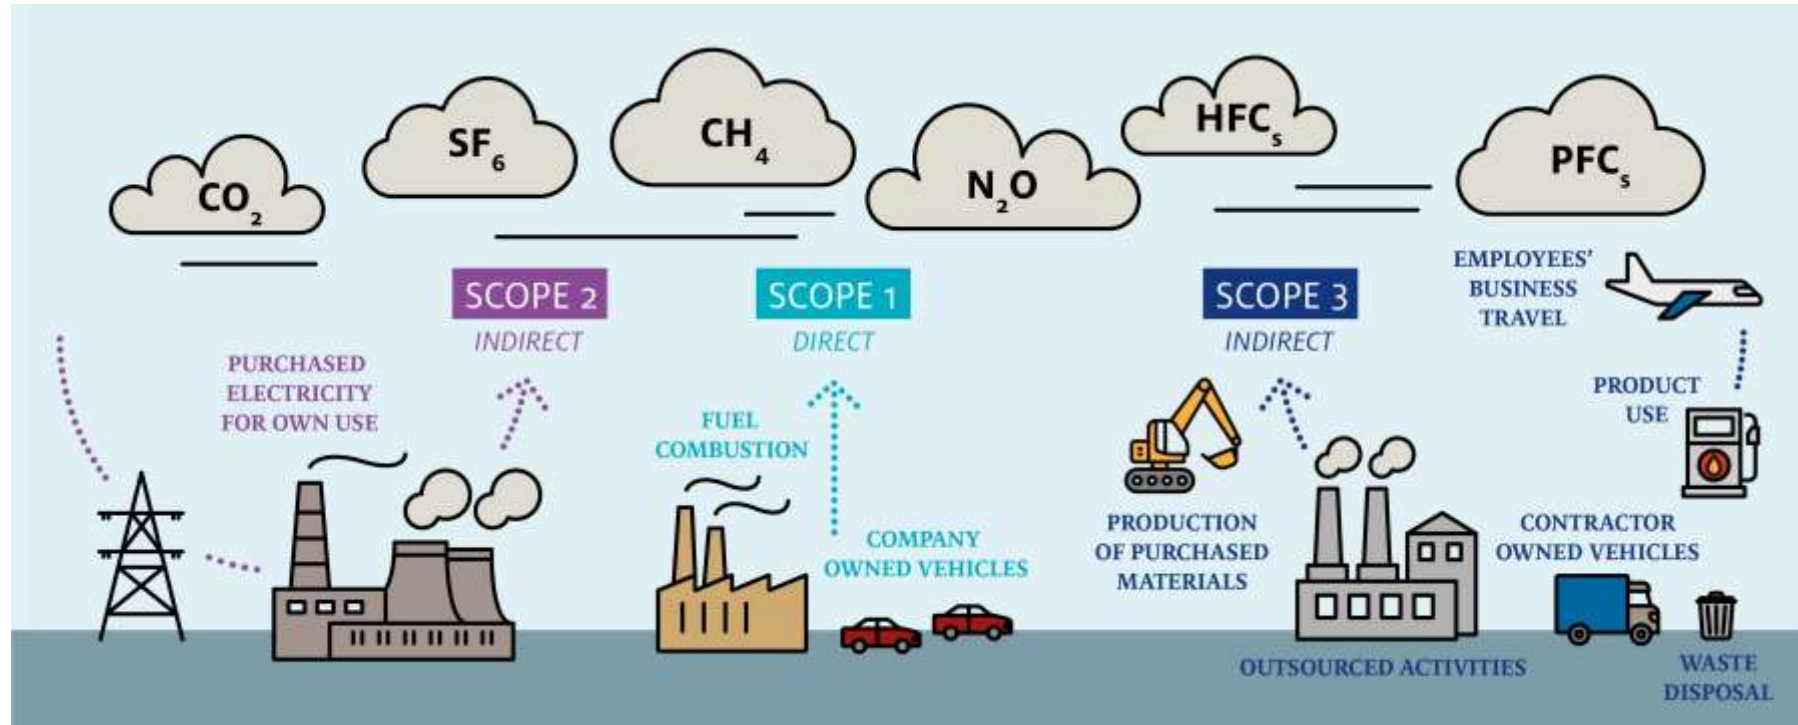 CO₂
SF₆
CH₄
N₂O
HFCₛ
PFCₛ
SCOPE 2
INDIRECT
PURCHASED
ELECTRICITY
FOR OWN USE
SCOPE 1
DIRECT
FUEL
COMBUSTION
COMPANY
OWNED VEHICLES
SCOPE 3
INDIRECT
EMPLOYEES’
BUSINESS
TRAVEL
PRODUCT
USE
PRODUCTION
OF PURCHASED
MATERIALS
CONTRACTOR
OWNED VEHICLES
OUTSOURCED ACTIVITIES
WASTE
DISPOSAL